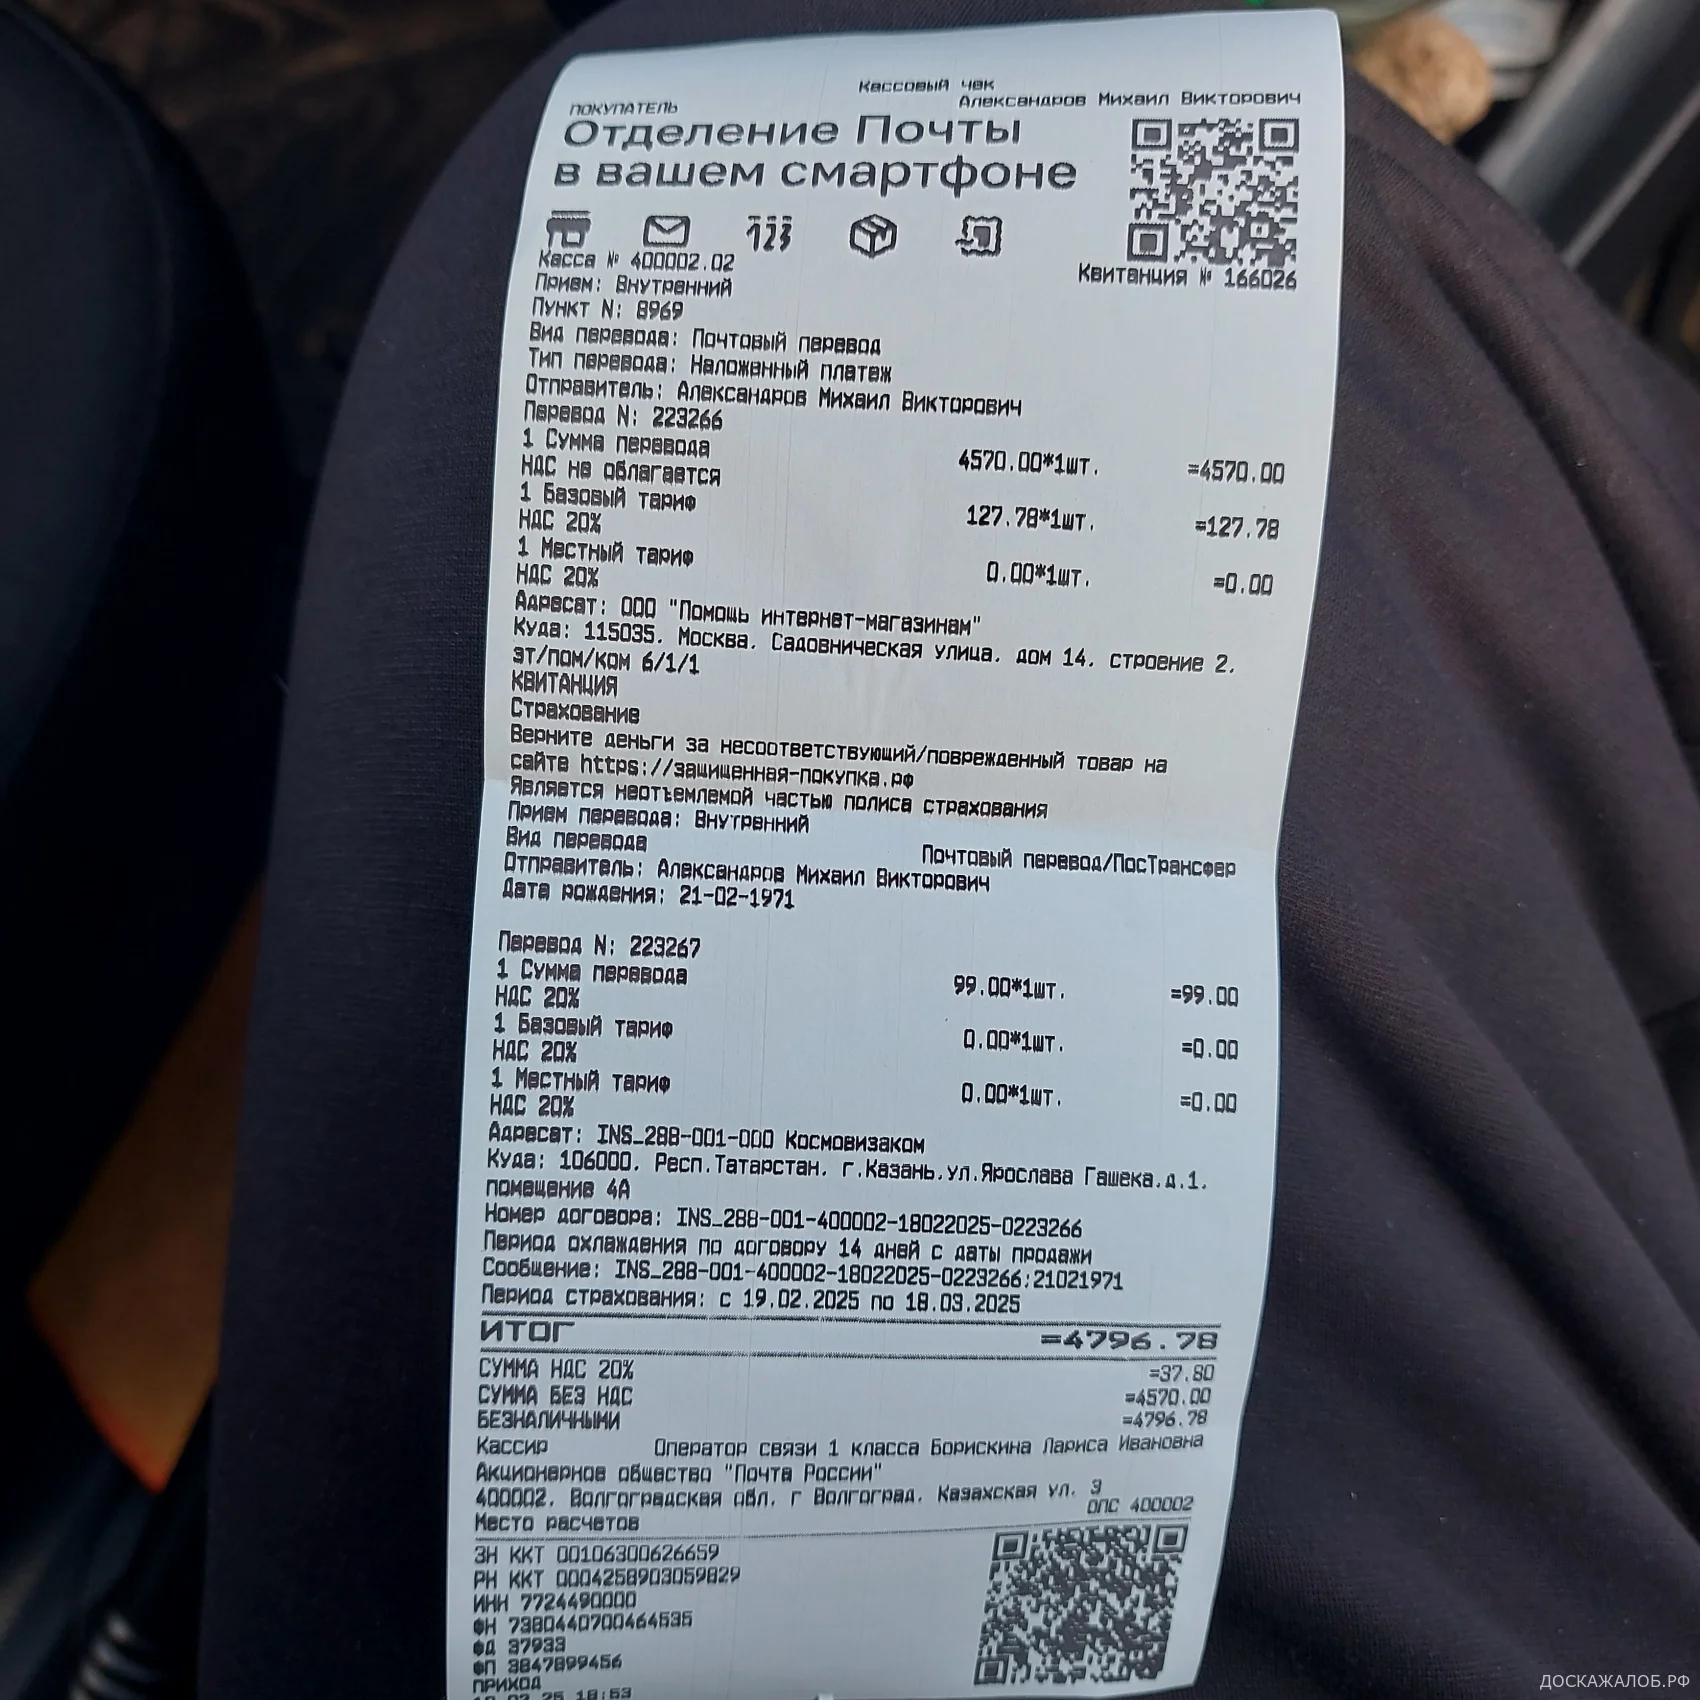 Кассовый чек
ПОКУПАТЕЛЬ Александров Михаил Викторович
Отделение Почты
в вашем смартфоне
123
Касса № 400002.02 Квитанция № 166026
Прием: Внутренний
Пункт N: 8969
Вид перевода: Почтовый перевод
Тип перевода: Наложенный платеж
Отправитель: Александров Михаил Викторович
Перевод N: 223266
1 Сумма перевода 4570.00*1шт. =4570.00
НДС не облагается
1 Базовый тариф 127.78*1шт. =127.78
НДС 20%
1 Местный тариф 0.00*1шт. =0.00
НДС 20%
Адресат: ООО "Помощь интернет-магазинам"
Куда: 115035, Москва, Садовническая улица, дом 14, строение 2,
эт/пом/ком 6/1/1
КВИТАНЦИЯ
Страхование
Верните деньги за несоответствующий/поврежденный товар на
сайте https://защищенная-покупка.рф
Является неотъемлемой частью полиса страхования
Прием перевода: Внутренний
Вид перевода Почтовый перевод/ПосТрансфер
Отправитель: Александров Михаил Викторович
Дата рождения: 21-02-1971
Перевод N: 223267
1 Сумма перевода 99.00*1шт. =99.00
НДС 20%
1 Базовый тариф 0.00*1шт. =0.00
НДС 20%
1 Местный тариф 0.00*1шт. =0.00
НДС 20%
Адресат: INS_288-001-000 Космовизаком
Куда: 106000, Респ.Татарстан, г.Казань,ул.Ярослава Гашека,д.1,
помещение 4А
Номер договора: INS_288-001-400002-18022025-0223266
Период охлаждения по договору 14 дней с даты продажи
Сообщение: INS_288-001-400002-18022025-0223266;21021971
Период страхования: с 19.02.2025 по 18.03.2025
ИТОГ =4796.78
СУММА НДС 20% =37.80
СУММА БЕЗ НДС =4570.00
БЕЗНАЛИЧНЫМИ =4796.78
Кассир Оператор связи 1 класса Борискина Лариса Ивановна
Акционерное общество "Почта России"
400002, Волгоградская обл, г Волгоград, Казахская ул, 3
Место расчетов ОПС 400002
ЗН ККТ 00106300626659
РН ККТ 0004258903059829
ИНН 7724490000
ФН 7380440700464535
ФД 37933
ФП 3847899456
ПРИХОД
18:53
ДОСКАЖАЛОБ.РФ